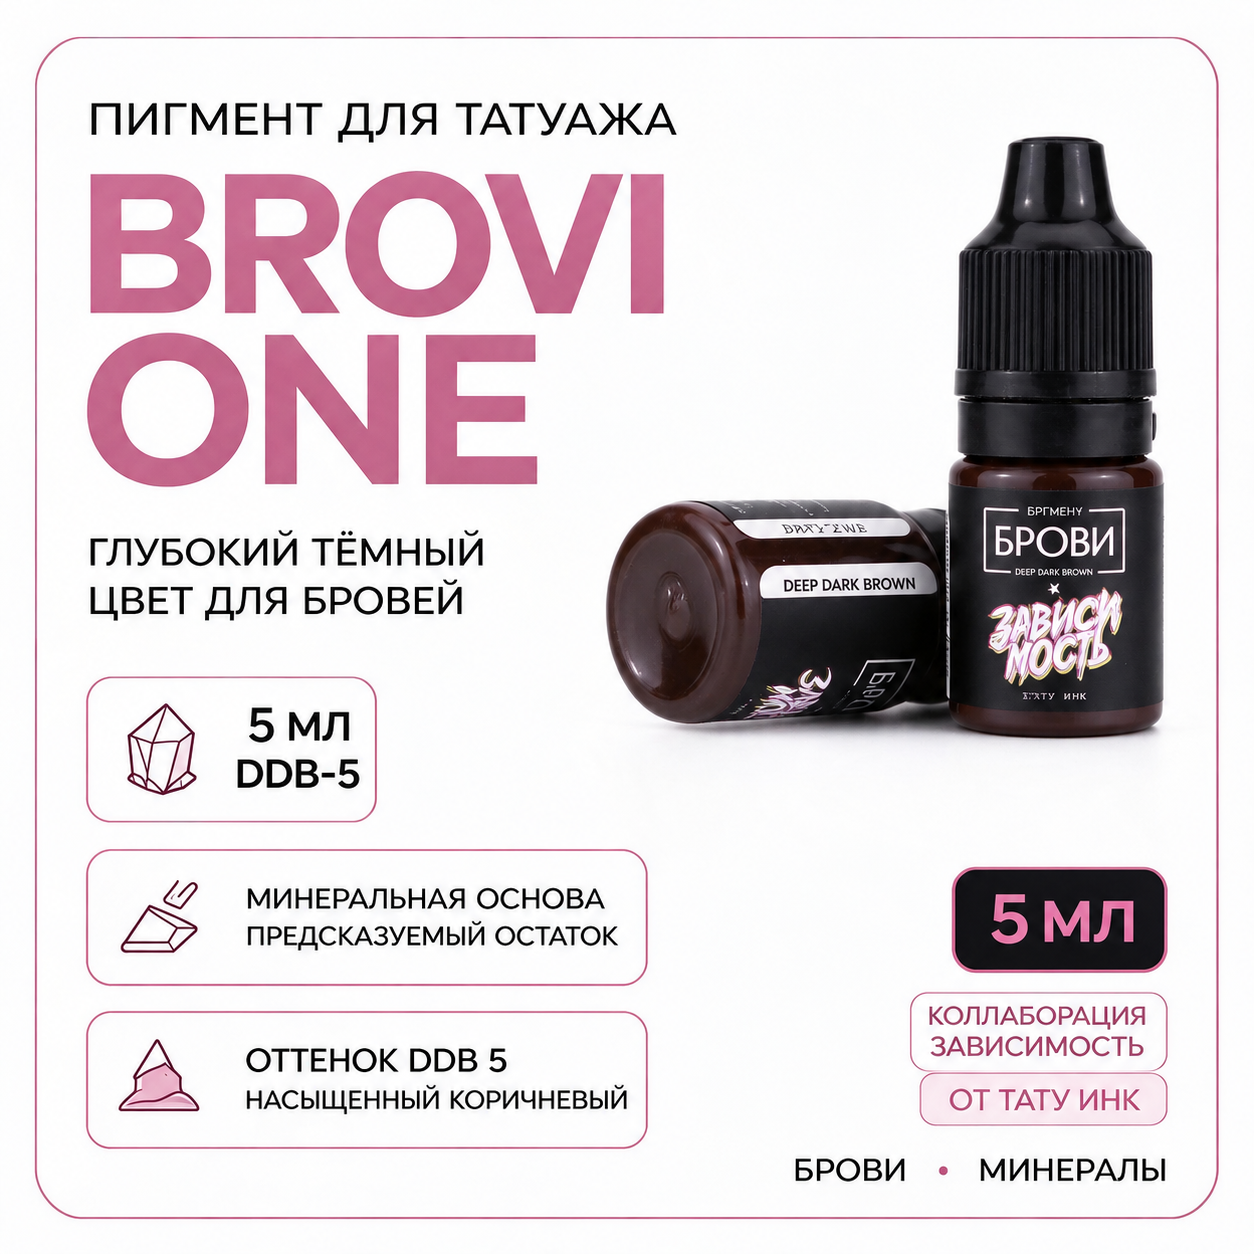 ПИГМЕНТ ДЛЯ ТАТУАЖА
BROVI
ONE
ГЛУБОКИЙ ТЁМНЫЙ
ЦВЕТ ДЛЯ БРОВЕЙ
5 МЛ
DDB-5
МИНЕРАЛЬНАЯ ОСНОВА
ПРЕДСКАЗУЕМЫЙ ОСТАТОК
ОТТЕНОК DDB 5
НАСЫЩЕННЫЙ КОРИЧНЕВЫЙ
DEEP DARK BROWN
БРГМЕНУ
БРОВИ
DEEP DARK BROWN
ЗАВИСИ
МОСТЬ
ТАТУ ИНК
5 МЛ
КОЛЛАБОРАЦИЯ
ЗАВИСИМОСТЬ
ОТ ТАТУ ИНК
БРОВИ • МИНЕРАЛЫ